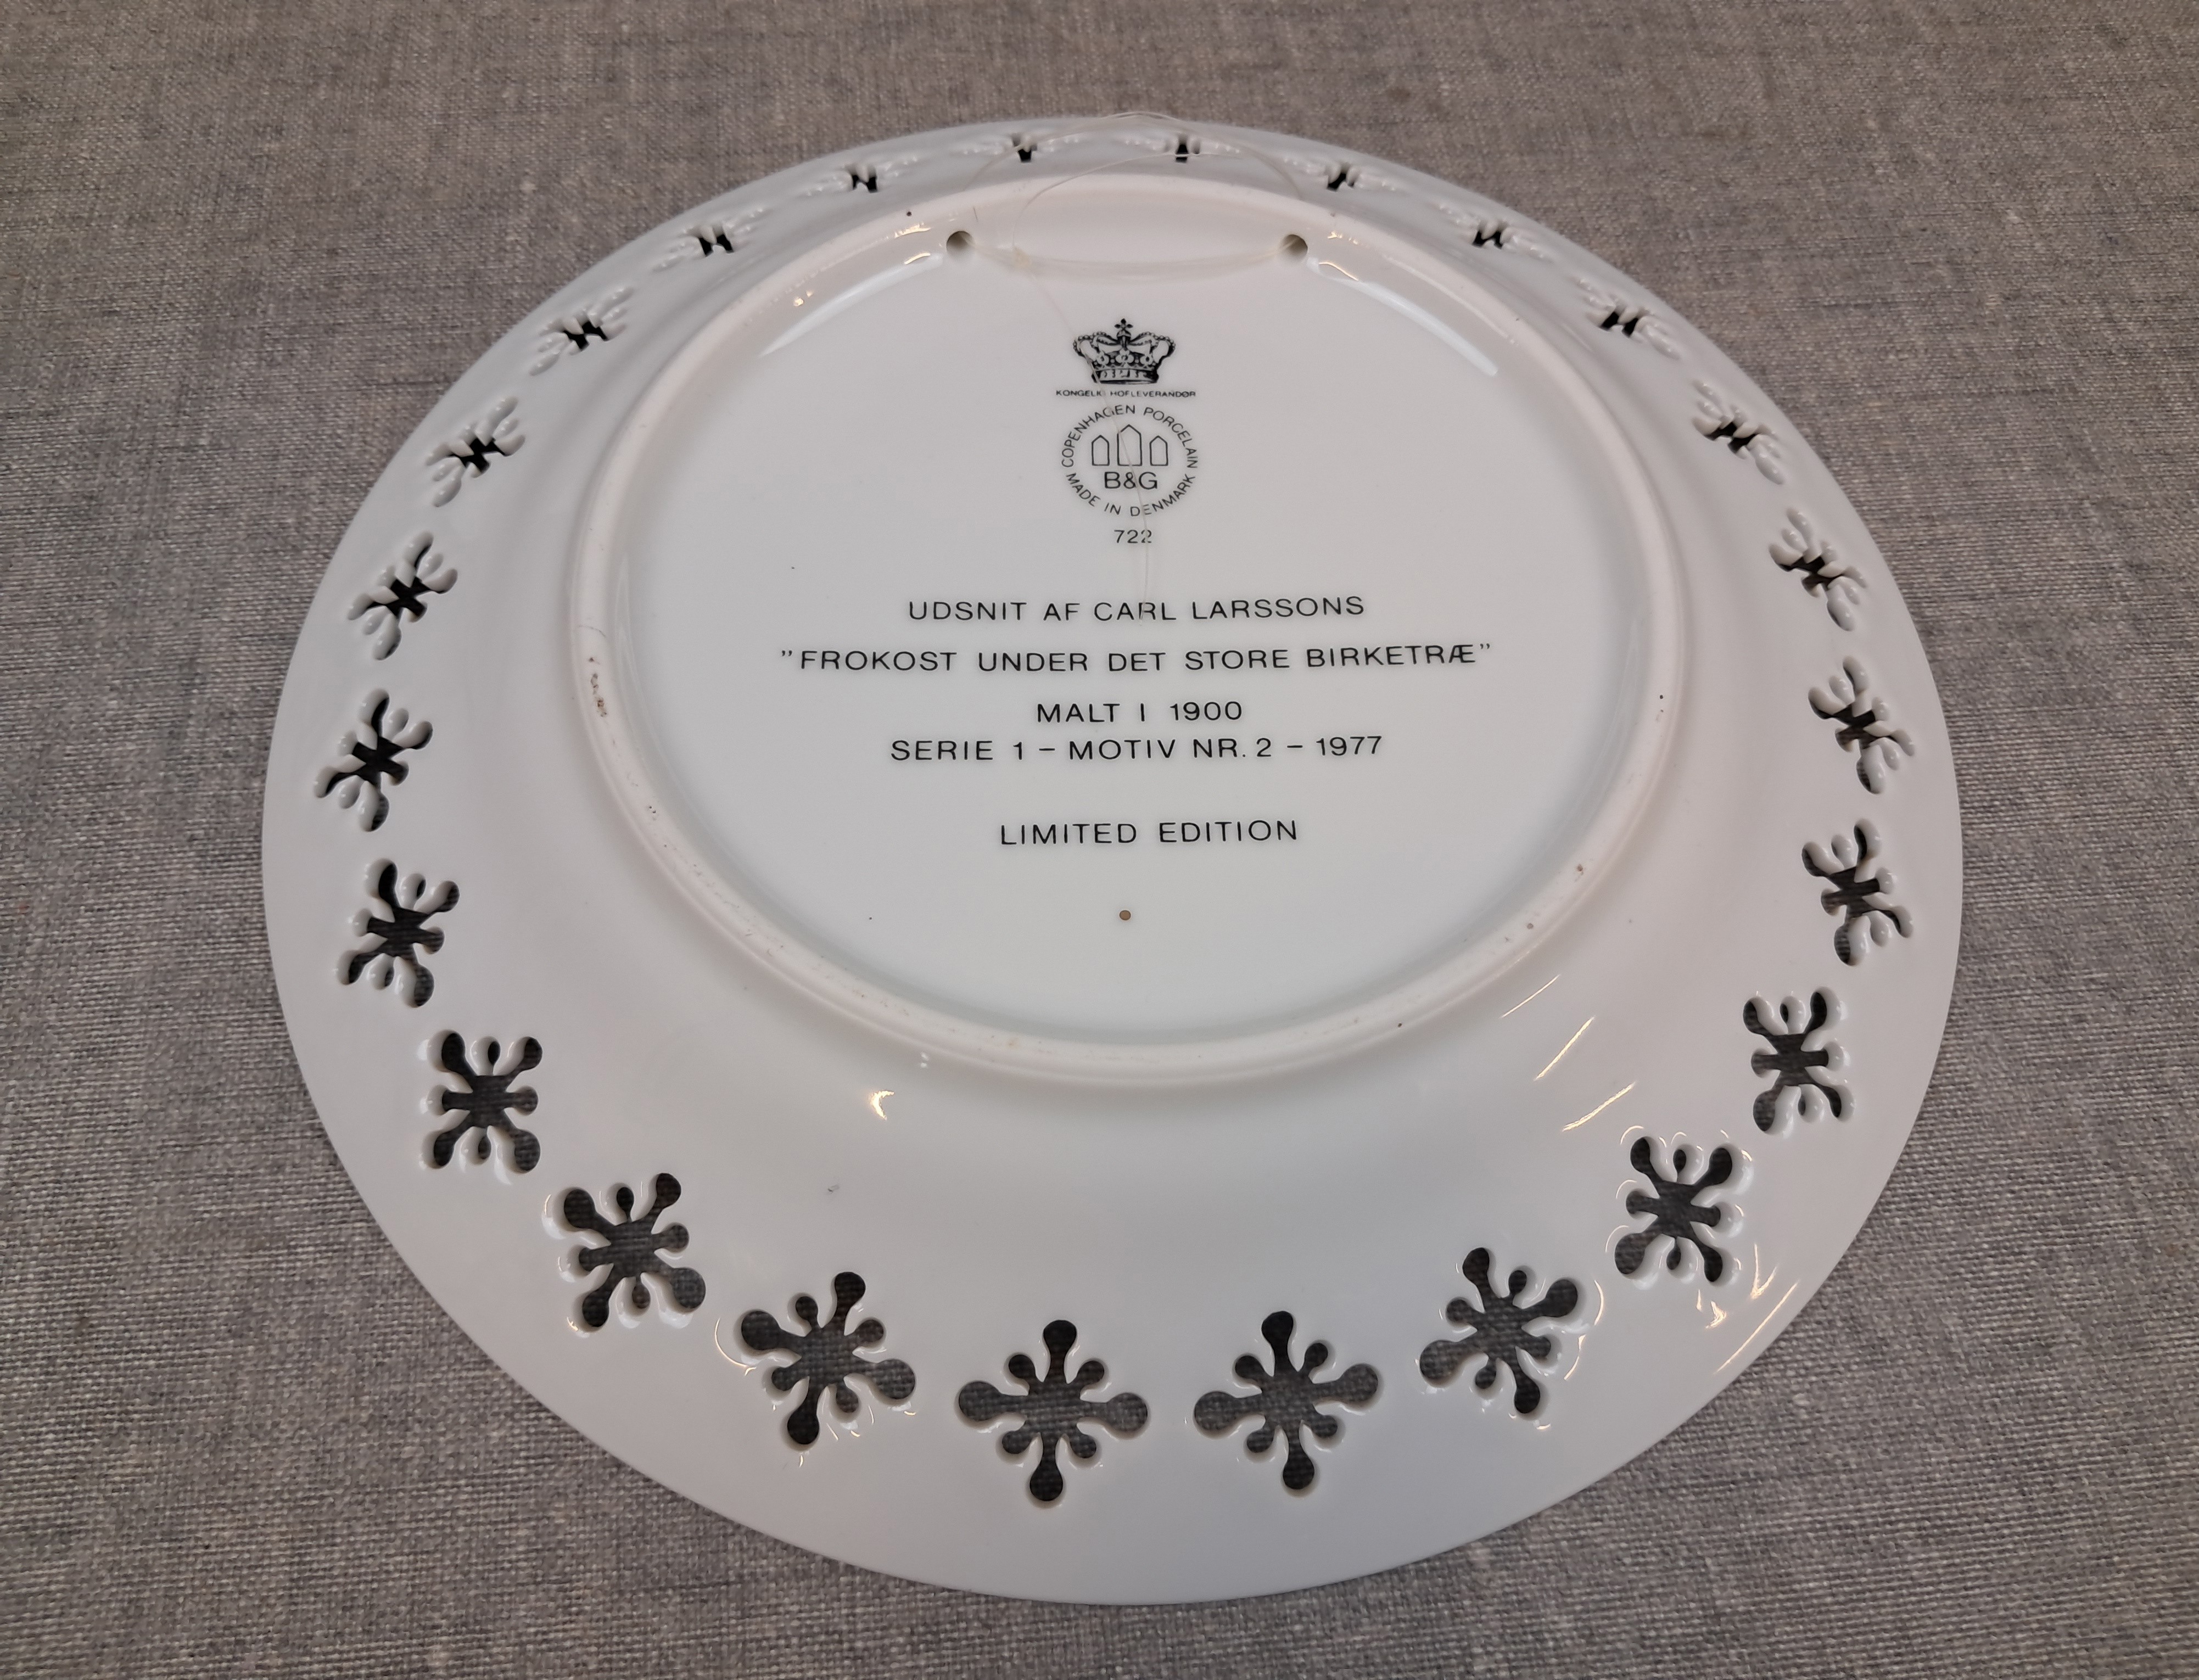 KONGELIG HOFLEVERANDØR
COPENHAGEN PORCELAIN
B&G
MADE IN DENMARK
722
UDSNIT AF CARL LARSSONS
”FROKOST UNDER DET STORE BIRKETRÆ”
MALT I 1900
SERIE 1 – MOTIV NR. 2 – 1977
LIMITED EDITION